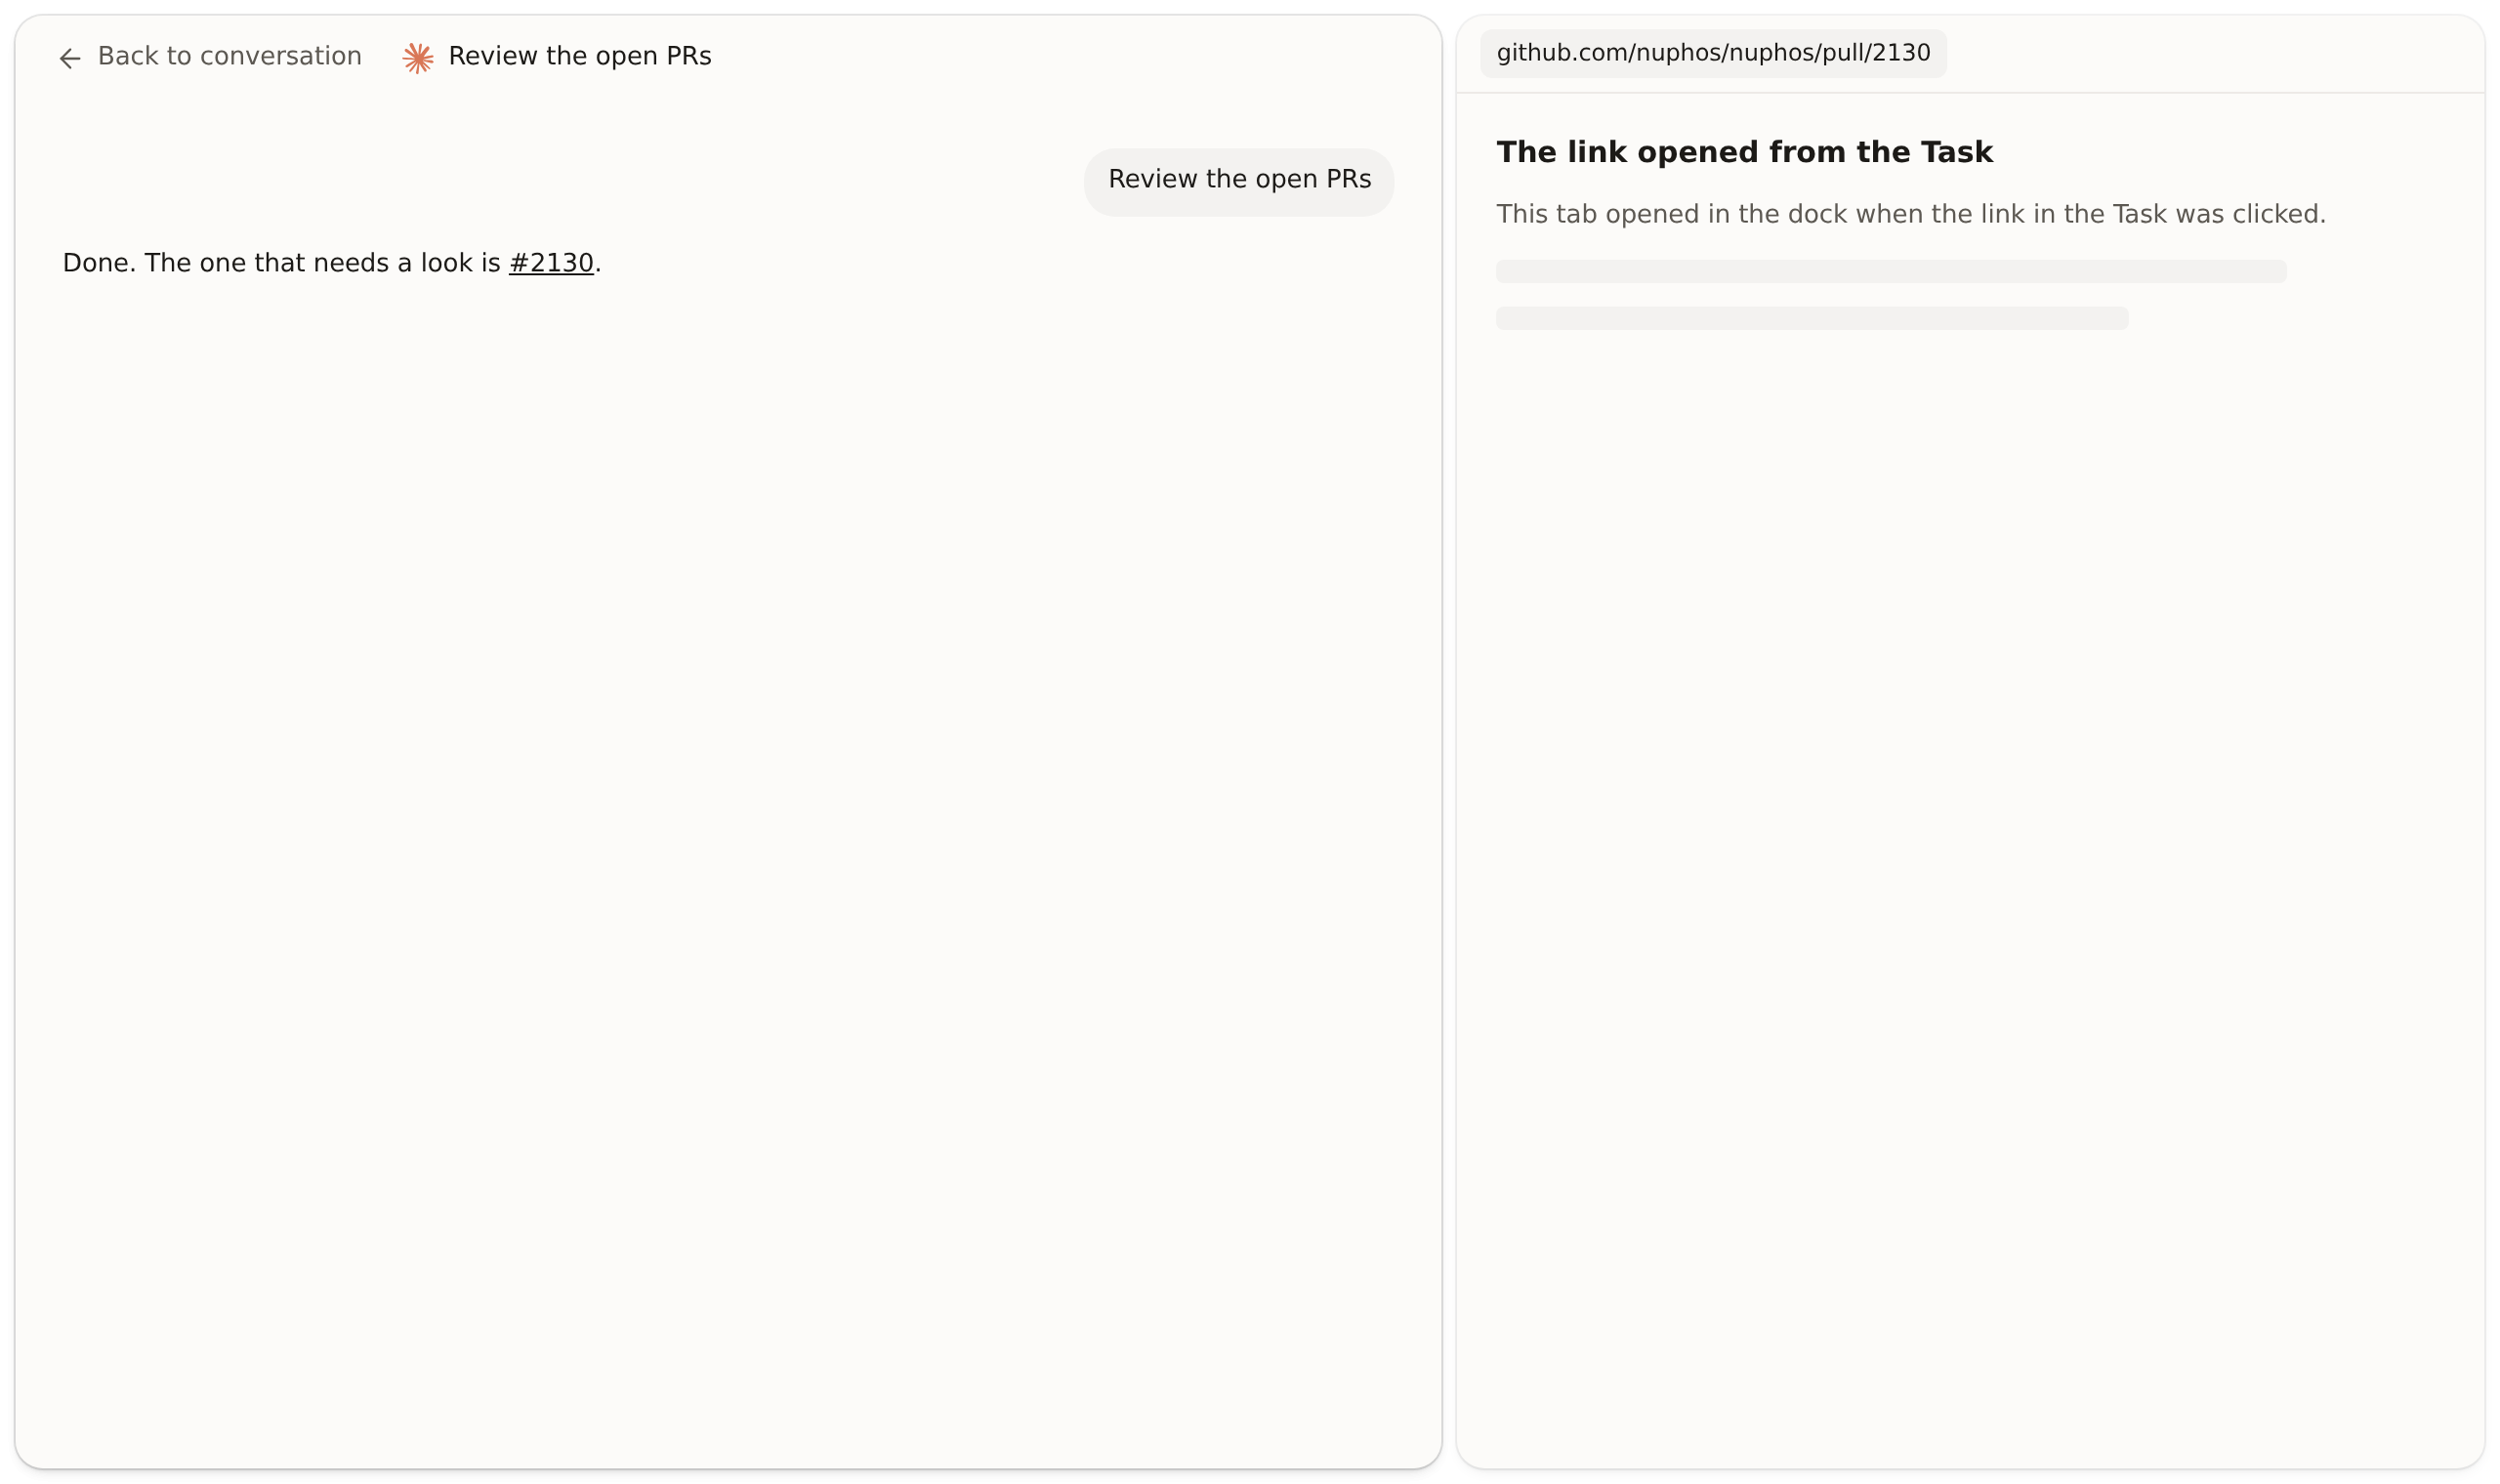 Back to conversation
Review the open PRs
Review the open PRs
Done. The one that needs a look is #2130.
github.com/nuphos/nuphos/pull/2130
The link opened from the Task
This tab opened in the dock when the link in the Task was clicked.